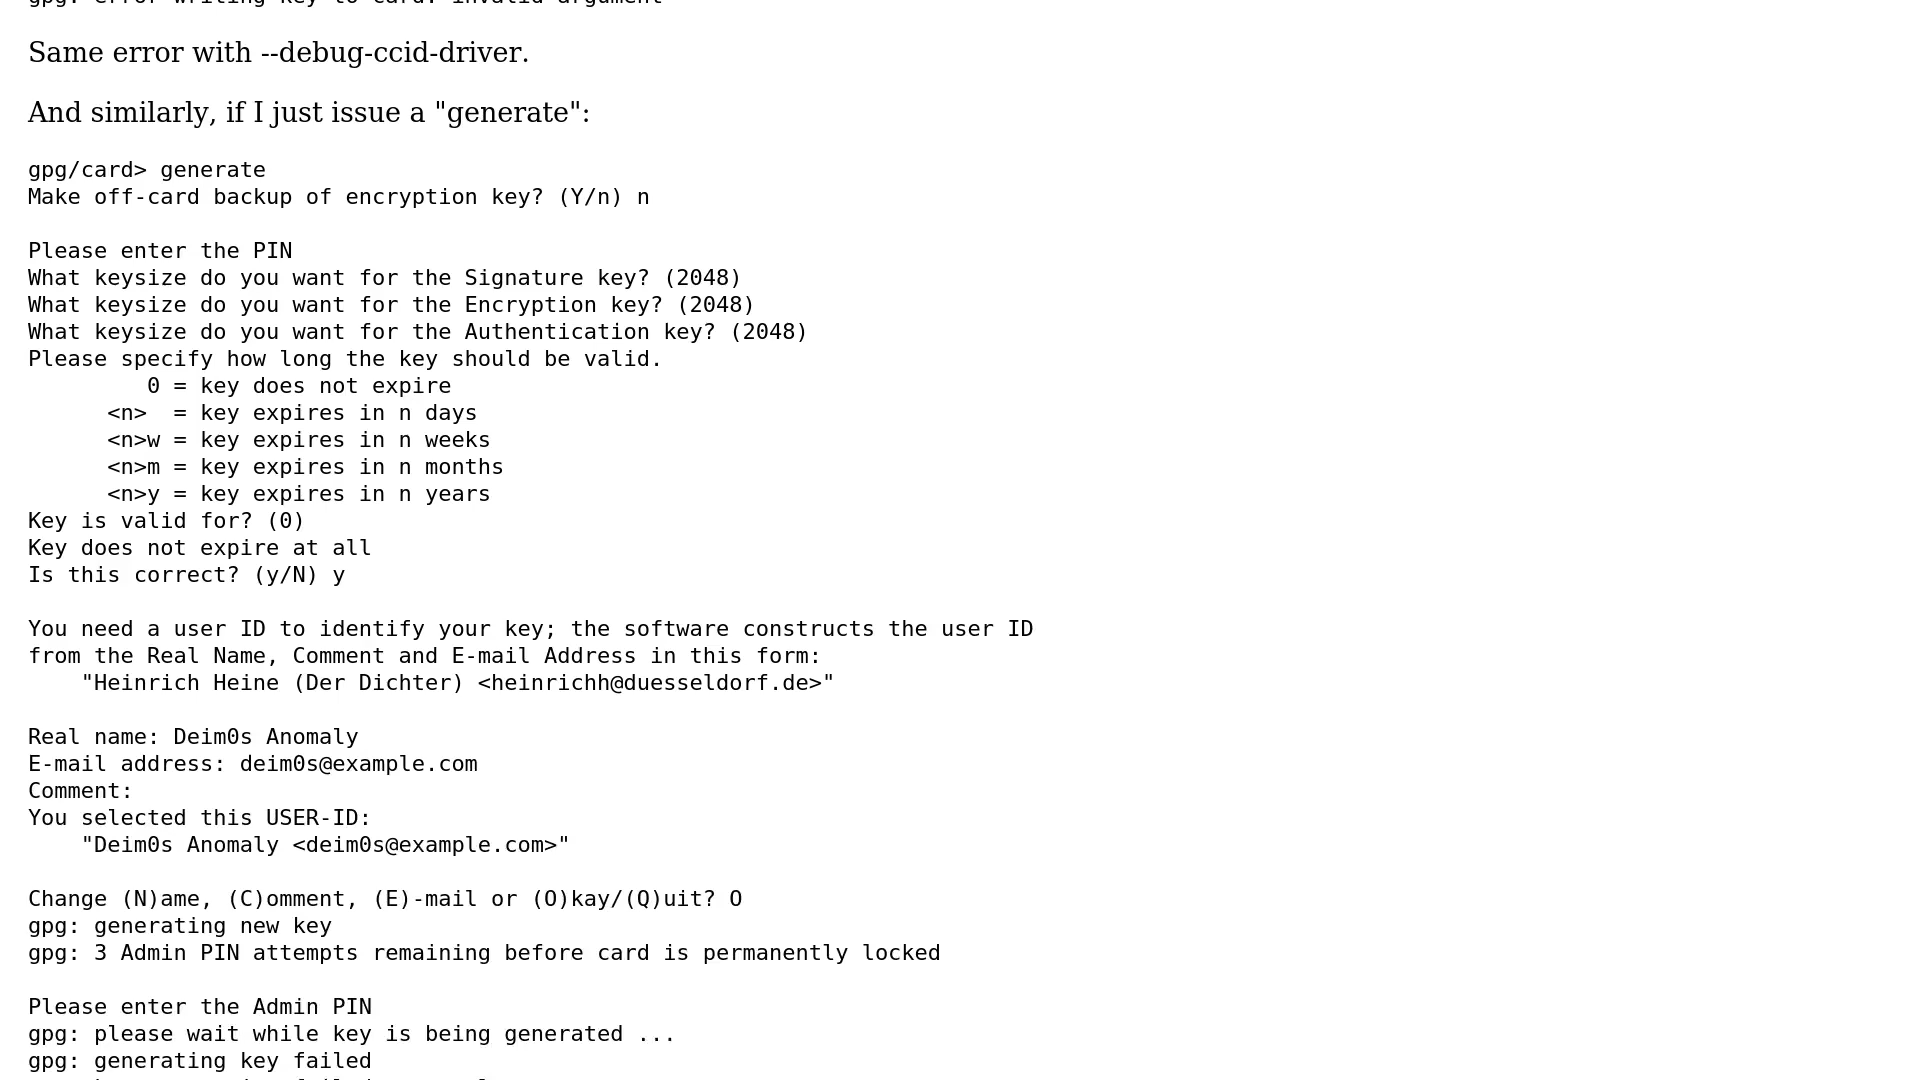 gpg: error writing key to card: invalid argument
Same error with --debug-ccid-driver.
And similarly, if I just issue a "generate":
gpg/card> generate
Make off-card backup of encryption key? (Y/n) n
Please enter the PIN
What keysize do you want for the Signature key? (2048)
What keysize do you want for the Encryption key? (2048)
What keysize do you want for the Authentication key? (2048)
Please specify how long the key should be valid.
         0 = key does not expire
      <n>  = key expires in n days
      <n>w = key expires in n weeks
      <n>m = key expires in n months
      <n>y = key expires in n years
Key is valid for? (0)
Key does not expire at all
Is this correct? (y/N) y
You need a user ID to identify your key; the software constructs the user ID
from the Real Name, Comment and E-mail Address in this form:
    "Heinrich Heine (Der Dichter) <heinrichh@duesseldorf.de>"
Real name: Deim0s Anomaly
E-mail address: deim0s@example.com
Comment:
You selected this USER-ID:
    "Deim0s Anomaly <deim0s@example.com>"
Change (N)ame, (C)omment, (E)-mail or (O)kay/(Q)uit? O
gpg: generating new key
gpg: 3 Admin PIN attempts remaining before card is permanently locked
Please enter the Admin PIN
gpg: please wait while key is being generated ...
gpg: generating key failed